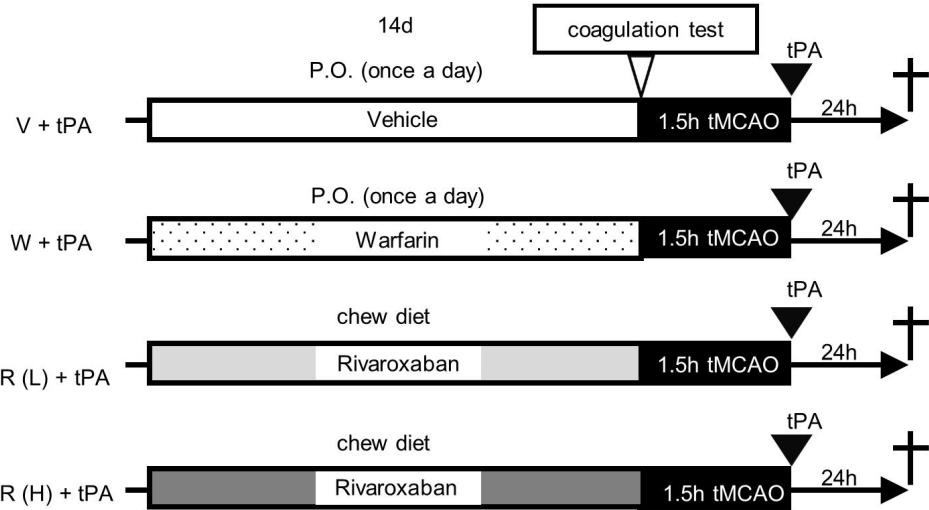 14d
coagulation test
P.O. (once a day)
tPA
V + tPA
Vehicle
1.5h tMCAO
24h
P.O. (once a day)
tPA
W + tPA
Warfarin
1.5h tMCAO
24h
chew diet
tPA
R (L) + tPA
Rivaroxaban
1.5h tMCAO
24h
chew diet
tPA
R (H) + tPA
Rivaroxaban
1.5h tMCAO
24h